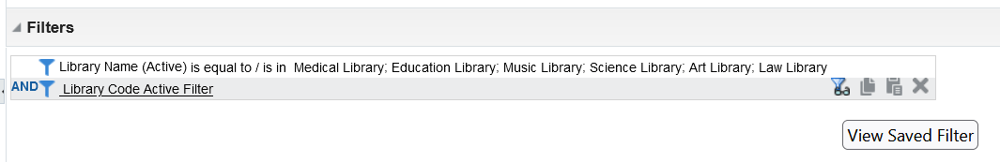 Filters
Library Name (Active) is equal to / is in Medical Library; Education Library; Music Library; Science Library; Art Library; Law Library
AND Library Code Active Filter
View Saved Filter